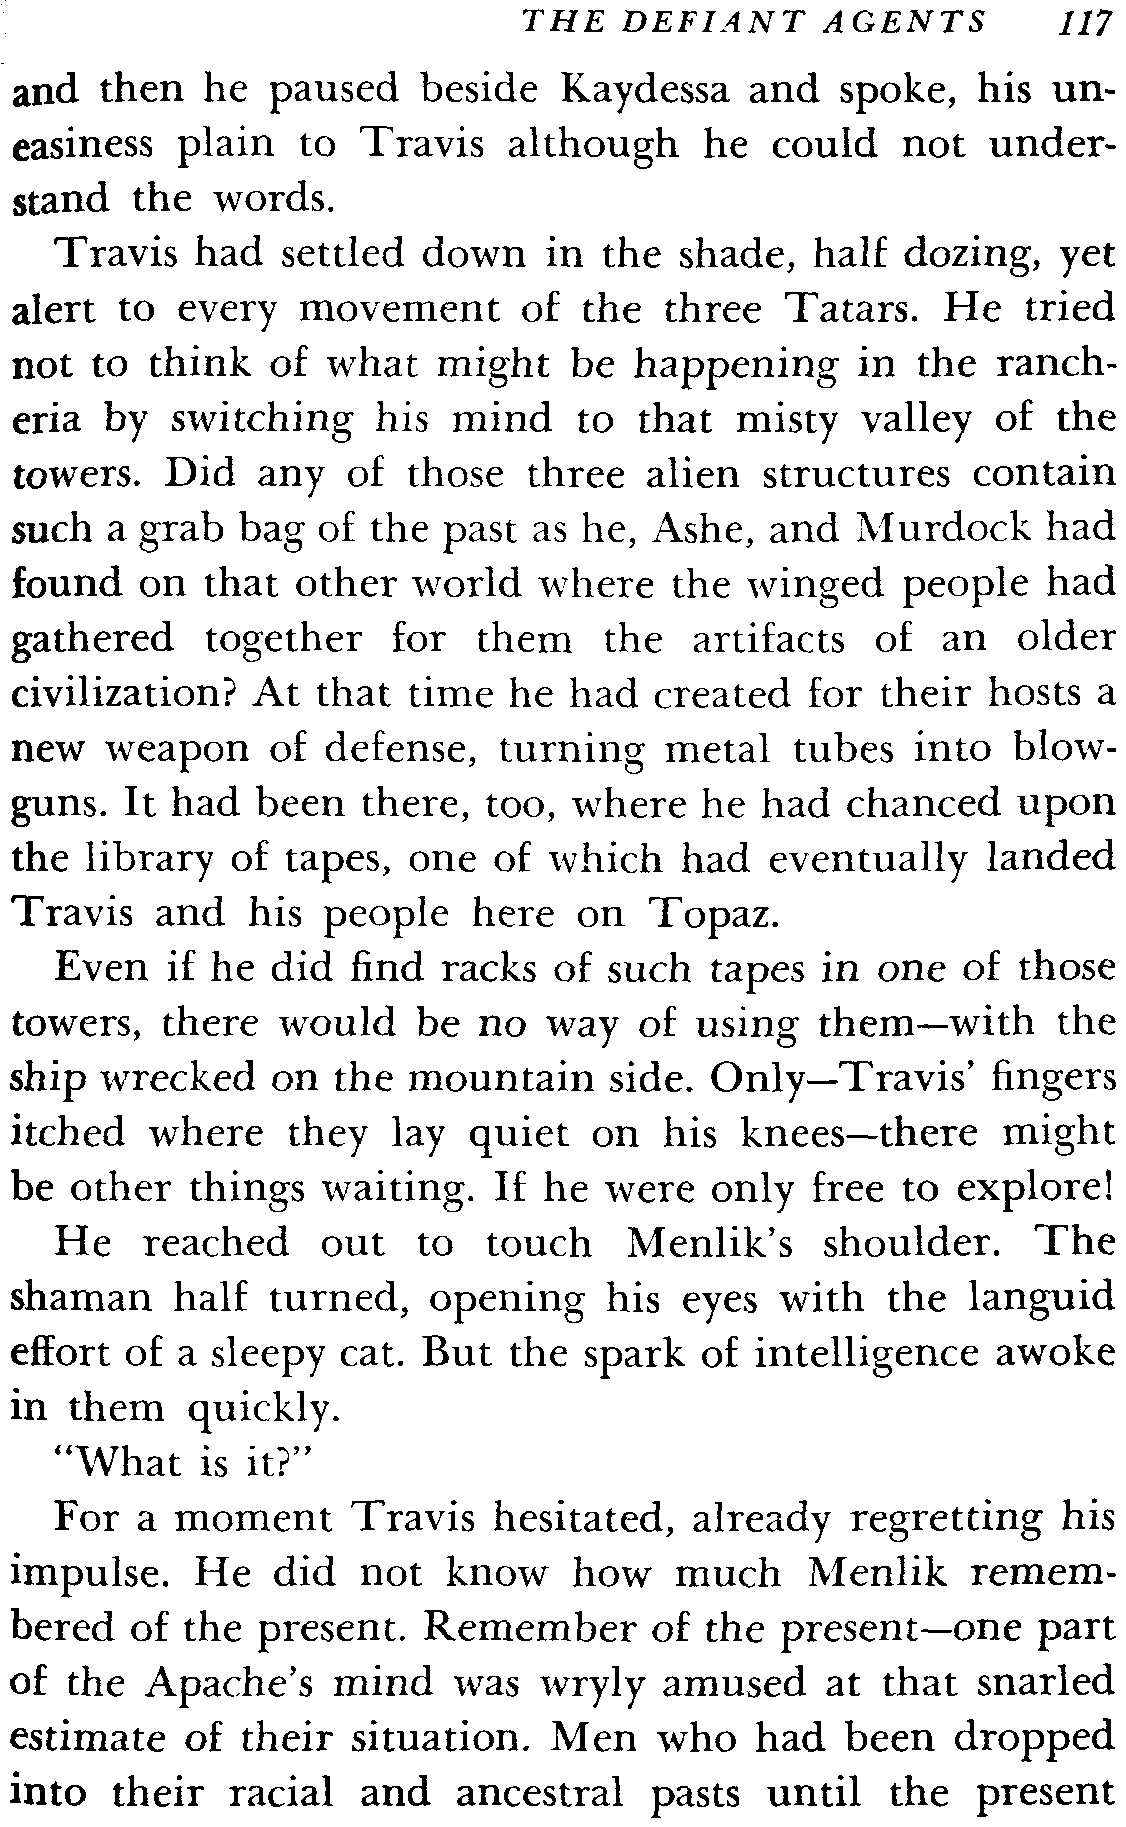 THE DEFIANT AGENTS 117
and then he paused beside Kaydessa and spoke, his un-
easiness plain to Travis although he could not under-
stand the words.
Travis had settled down in the shade, half dozing, yet
alert to every movement of the three Tatars. He tried
not to think of what might be happening in the ranch-
eria by switching his mind to that misty valley of the
towers. Did any of those three alien structures contain
such a grab bag of the past as he, Ashe, and Murdock had
found on that other world where the winged people had
gathered together for them the artifacts of an older
civilization? At that time he had created for their hosts a
new weapon of defense, turning metal tubes into blow-
guns. It had been there, too, where he had chanced upon
the library of tapes, one of which had eventually landed
Travis and his people here on Topaz.
Even if he did find racks of such tapes in one of those
towers, there would be no way of using them—with the
ship wrecked on the mountain side. Only—Travis' fingers
itched where they lay quiet on his knees—there might
be other things waiting. If he were only free to explore!
He reached out to touch Menlik's shoulder. The
shaman half turned, opening his eyes with the languid
effort of a sleepy cat. But the spark of intelligence awoke
in them quickly.
"What is it?"
For a moment Travis hesitated, already regretting his
impulse. He did not know how much Menlik remem-
bered of the present. Remember of the present—one part
of the Apache's mind was wryly amused at that snarled
estimate of their situation. Men who had been dropped
into their racial and ancestral pasts until the present